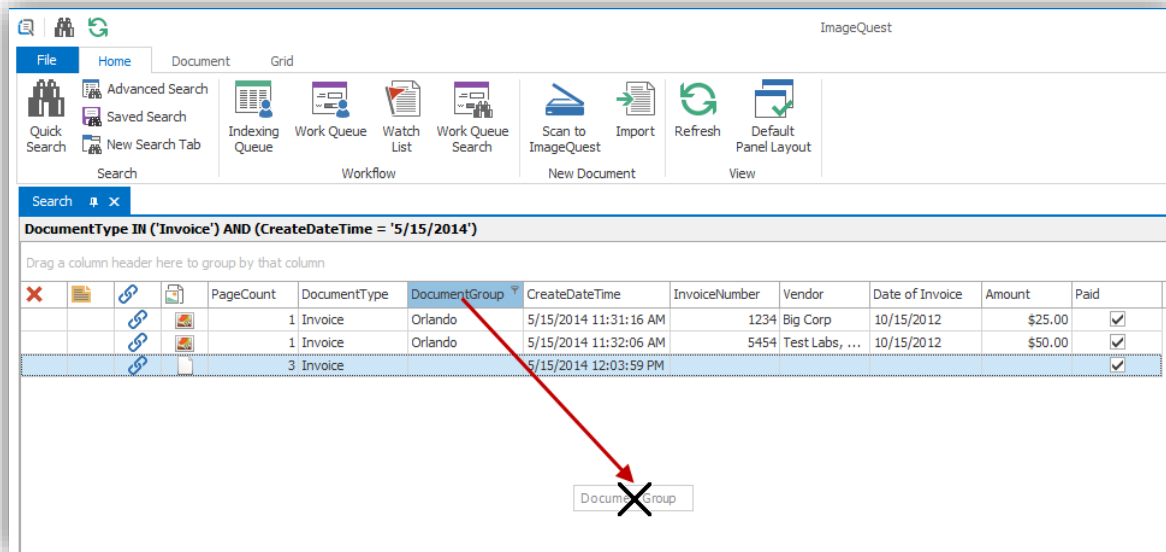 ImageQuest
File Home Document Grid
Quick Search
Advanced Search
Saved Search
New Search Tab
Indexing Queue
Work Queue
Watch List
Work Queue Search
Scan to ImageQuest
Import
Refresh
Default Panel Layout
Search Workflow New Document View
Search
DocumentType IN ('Invoice') AND (CreateDateTime = '5/15/2014')
Drag a column header here to group by that column
PageCount DocumentType DocumentGroup CreateDateTime InvoiceNumber Vendor Date of Invoice Amount Paid
1 Invoice Orlando 5/15/2014 11:31:16 AM 1234 Big Corp 10/15/2012 $25.00
1 Invoice Orlando 5/15/2014 11:32:06 AM 5454 Test Labs, ... 10/15/2012 $50.00
3 Invoice 5/15/2014 12:03:59 PM
DocumentGroup